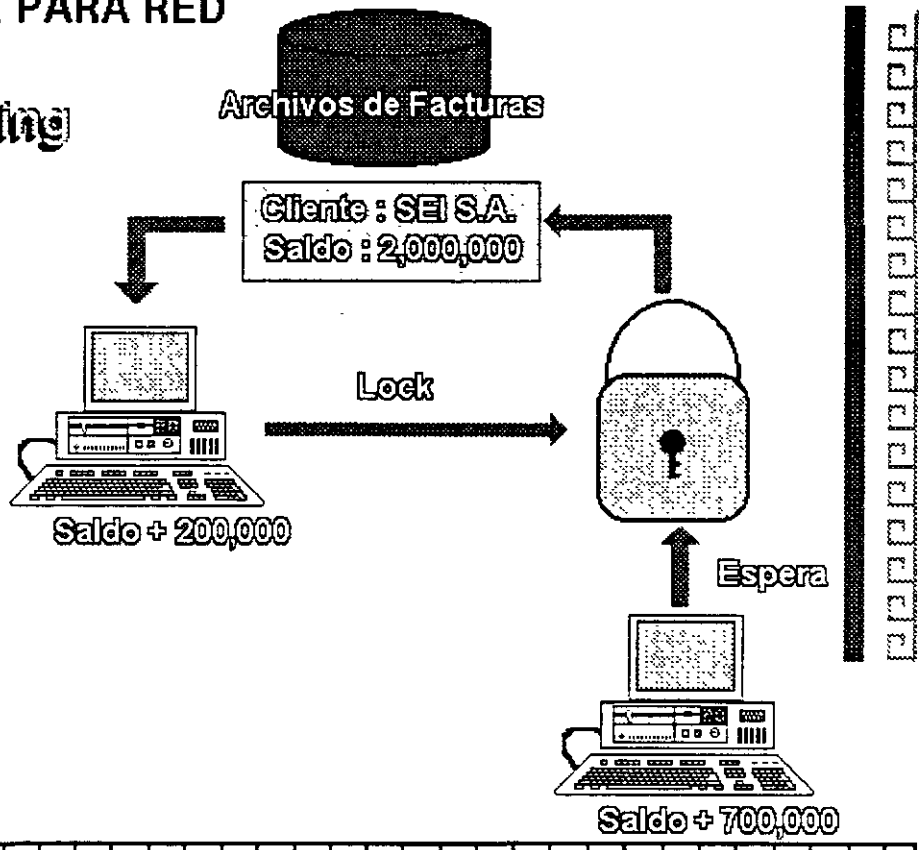 PARA RED
Archivos de Facturas
Cliente : SEI S.A.
Saldo : 2,000,000
Lock
Saldo + 200,000
Espera
Saldo + 700,000